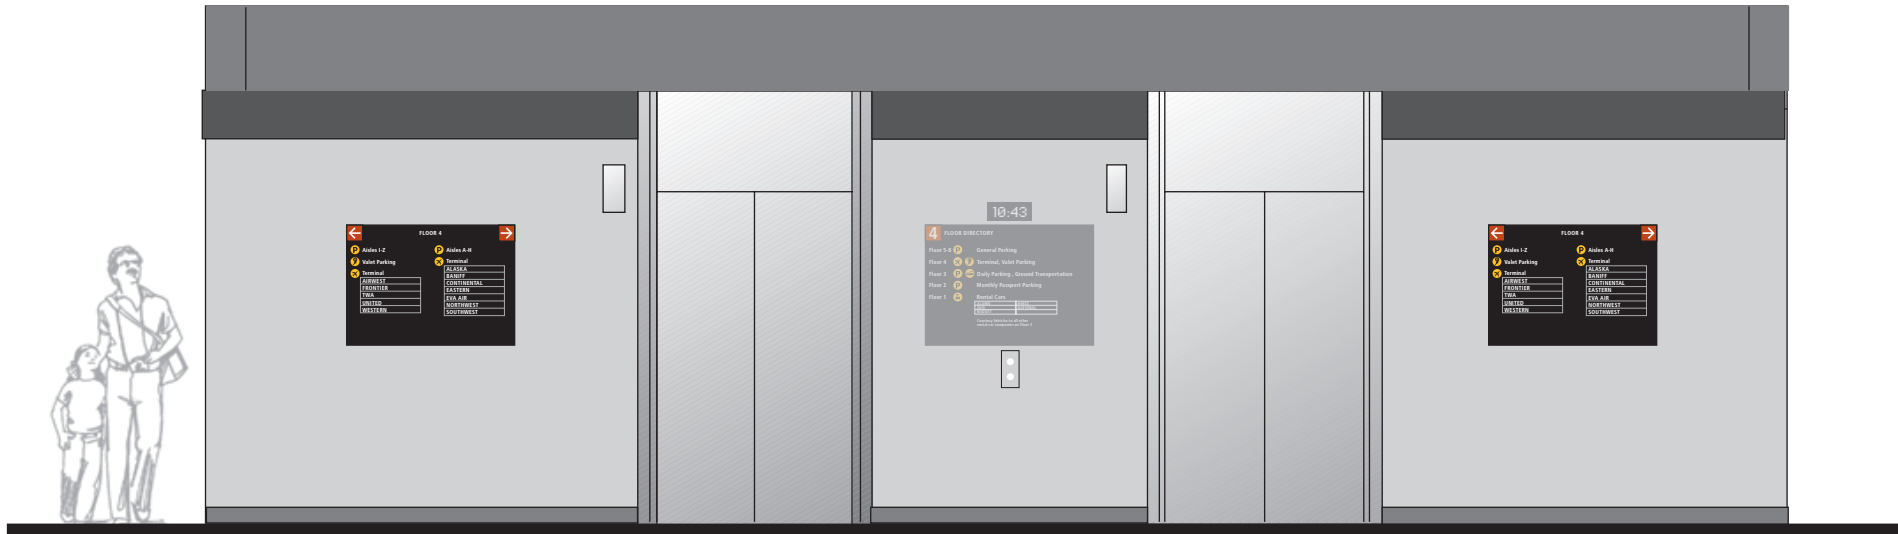 FLOOR 4
P Aisles I-Z
Valet Parking
Terminal
AIRWEST
FRONTIER
TWA
UNITED
WESTERN
P Aisles A-H
Terminal
ALASKA
BANIFF
CONTINENTAL
EASTERN
EVA AIR
NORTHWEST
SOUTHWEST
10:43
4 FLOOR DIRECTORY
Floor 5-8 P General Parking
Floor 4 Terminal, Valet Parking
Floor 3 P Daily Parking , Ground Transportation
Floor 2 P Monthly Passport Parking
Floor 1 Rental Cars
FLOOR 4
P Aisles I-Z
Valet Parking
Terminal
AIRWEST
FRONTIER
TWA
UNITED
WESTERN
P Aisles A-H
Terminal
ALASKA
BANIFF
CONTINENTAL
EASTERN
EVA AIR
NORTHWEST
SOUTHWEST